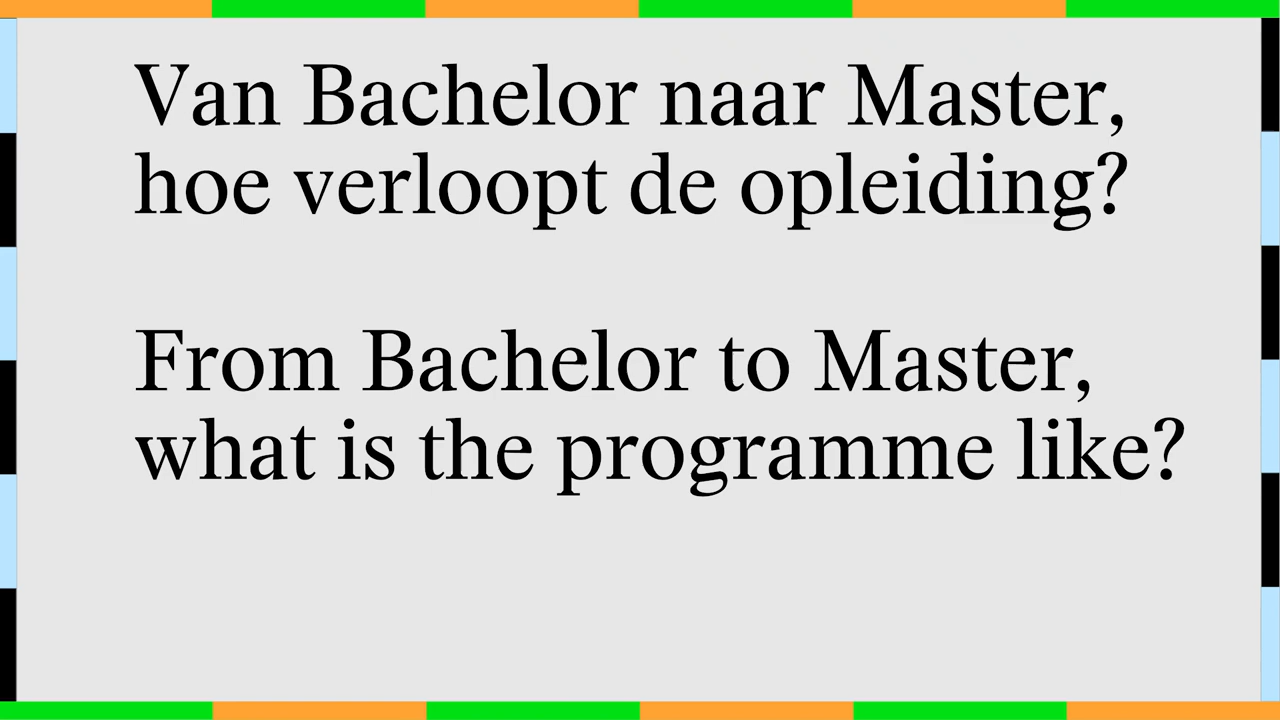 Van Bachelor naar Master,
hoe verloopt de opleiding?
From Bachelor to Master,
what is the programme like?